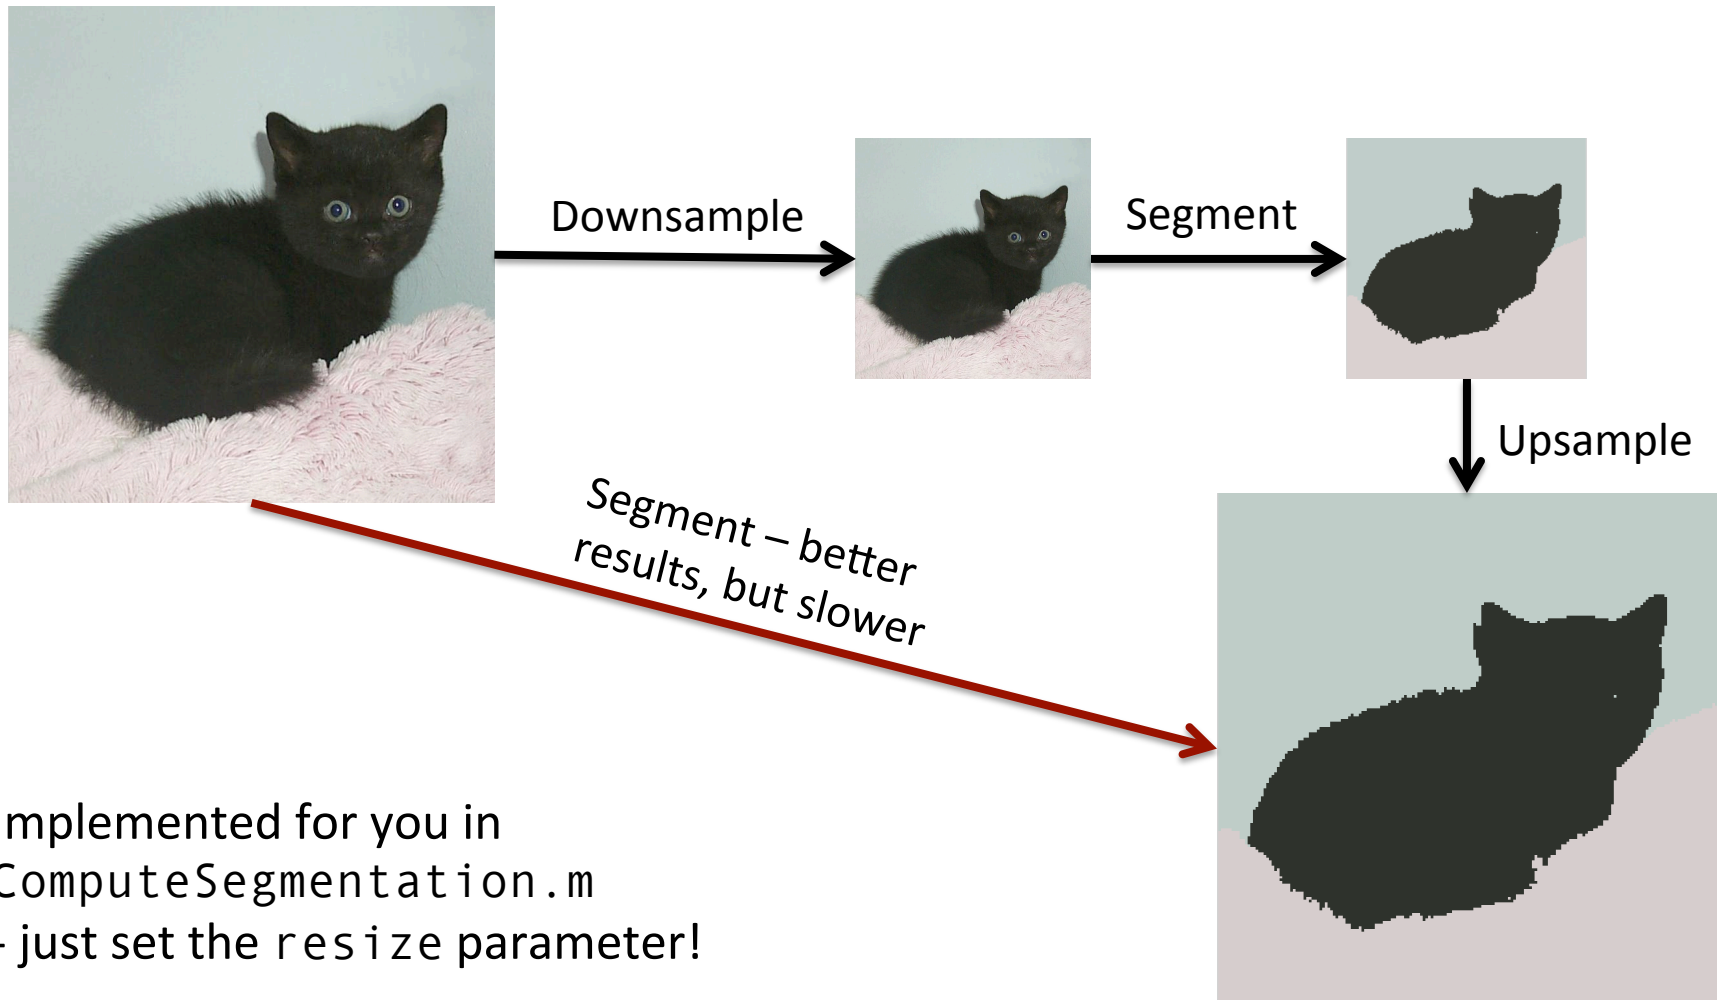 Downsample
Segment
Upsample
Segment – better
results, but slower
mplemented for you in
ComputeSegmentation.m
- just set the resize parameter!